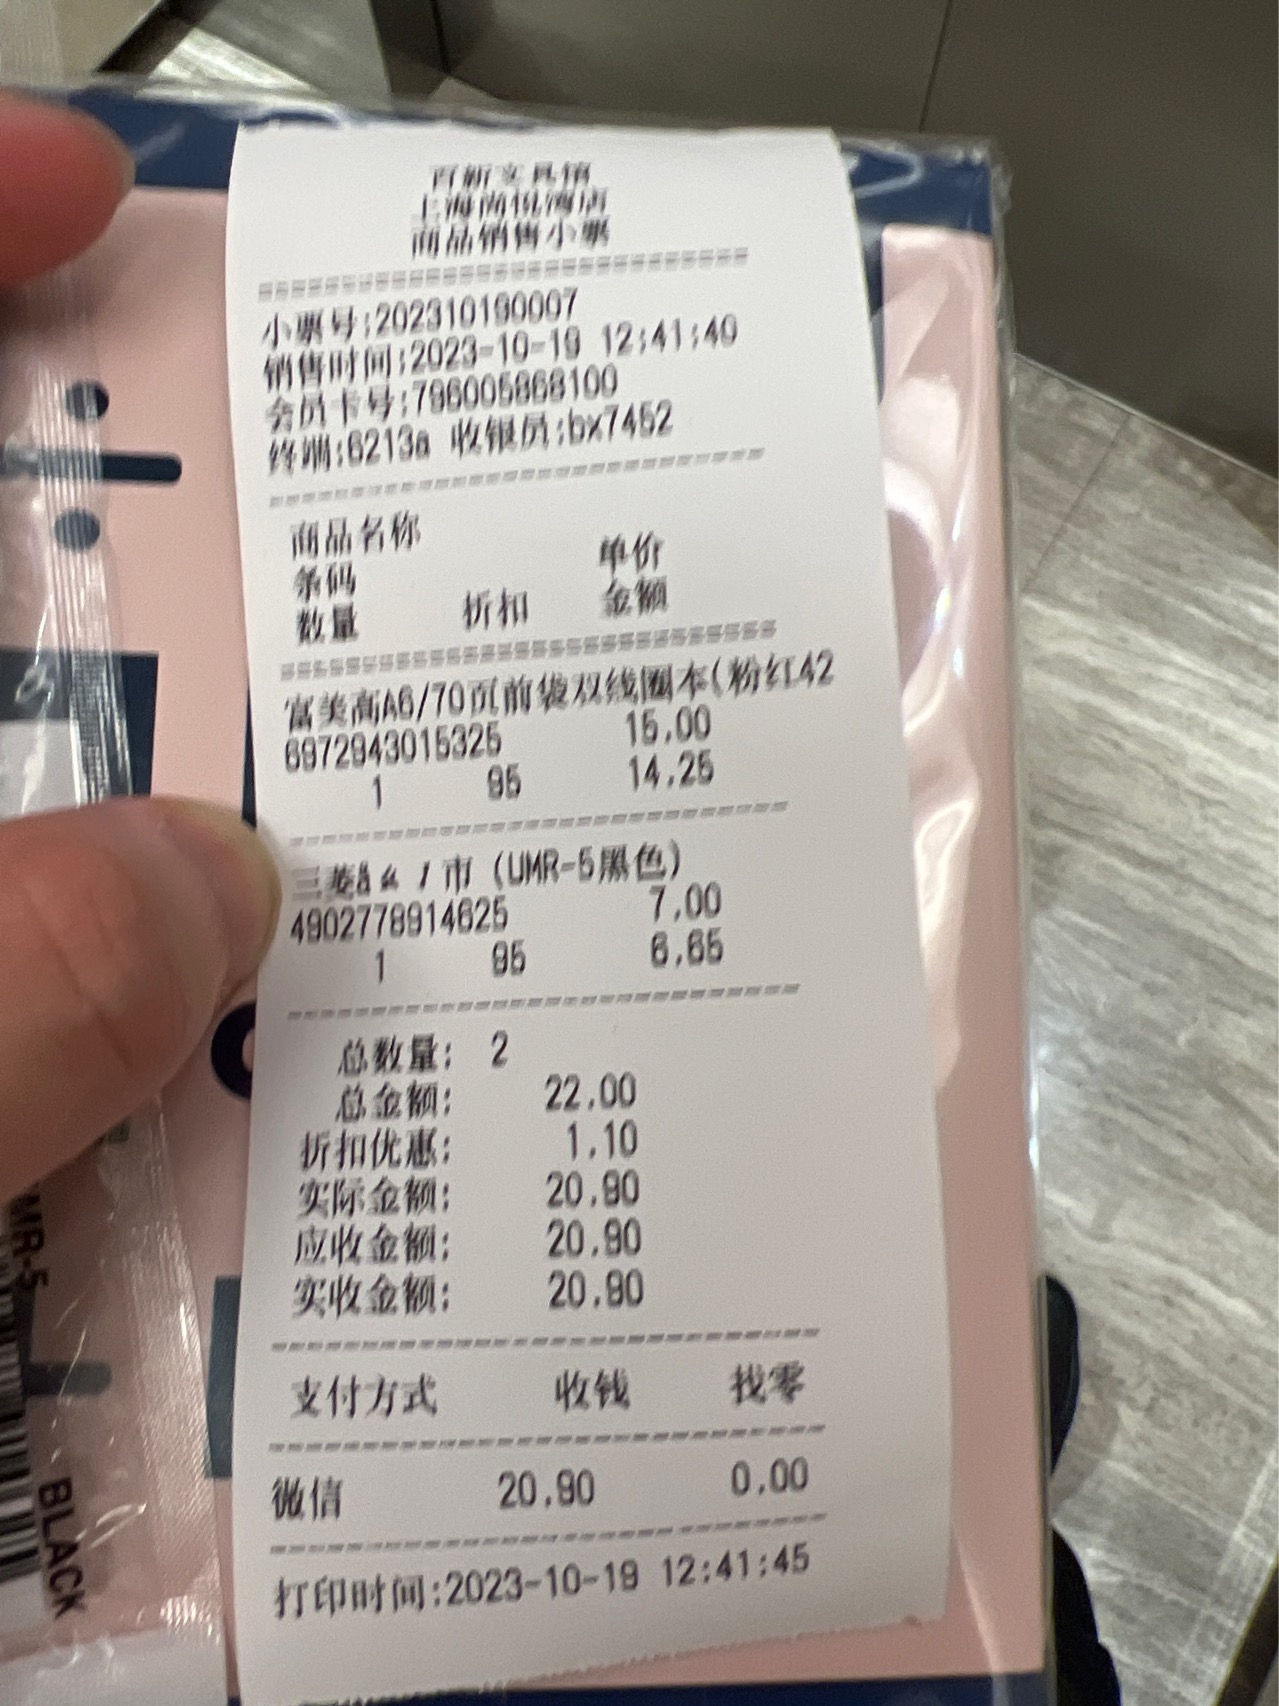 百新文具馆
上海尚悦湾店
商品销售小票
小票号:202310190007
销售时间:2023-10-19 12:41:40
会员卡号:796005868100
终端:6213a 收银员:bx7452
商品名称
单价
条码
数量 折扣 金额
富美高A6/70页前袋双线圈本(粉红42
6972943015325 15.00
1 95 14.25
三菱 市 (UMR-5黑色)
4902778914625 7.00
1 95 6.65
总数量: 2
总金额: 22.00
折扣优惠: 1.10
实际金额: 20.90
应收金额: 20.90
实收金额: 20.90
支付方式 收钱 找零
微信 20.90 0.00
打印时间:2023-10-19 12:41:45
MR-5
BLACK